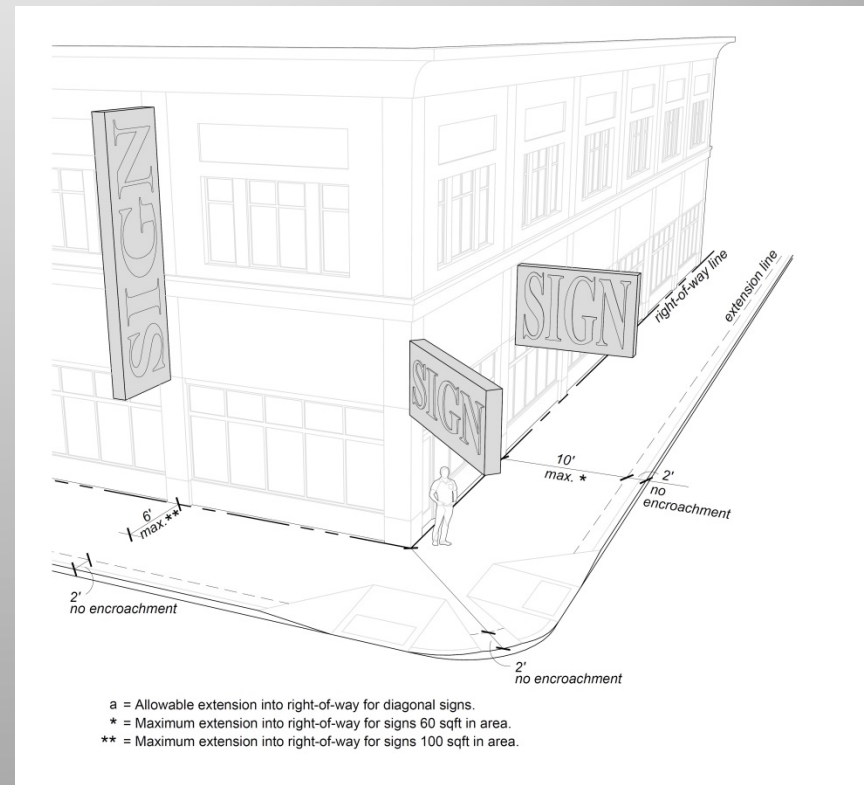 SIGN
SIGN
SIGN
right-of-way line
extension line
10'
max. *
2'
no
encroachment
6'
max.**
2'
no encroachment
2'
no encroachment
a = Allowable extension into right-of-way for diagonal signs.
* = Maximum extension into right-of-way for signs 60 sqft in area.
** = Maximum extension into right-of-way for signs 100 sqft in area.